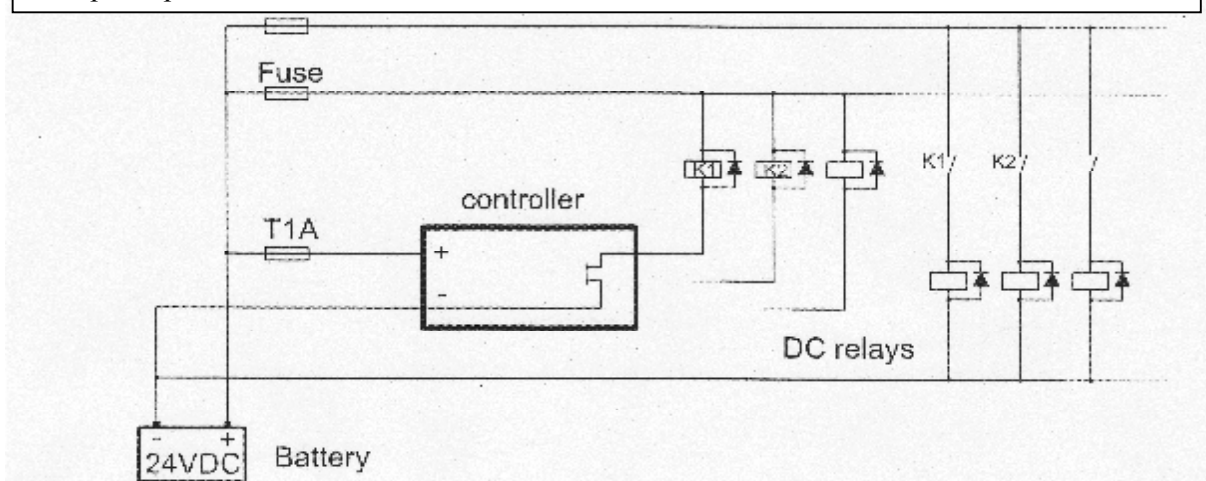 Fuse
K1
K2
K1
K2
controller
T1A
+
-
DC relays
- +
24VDC
Battery